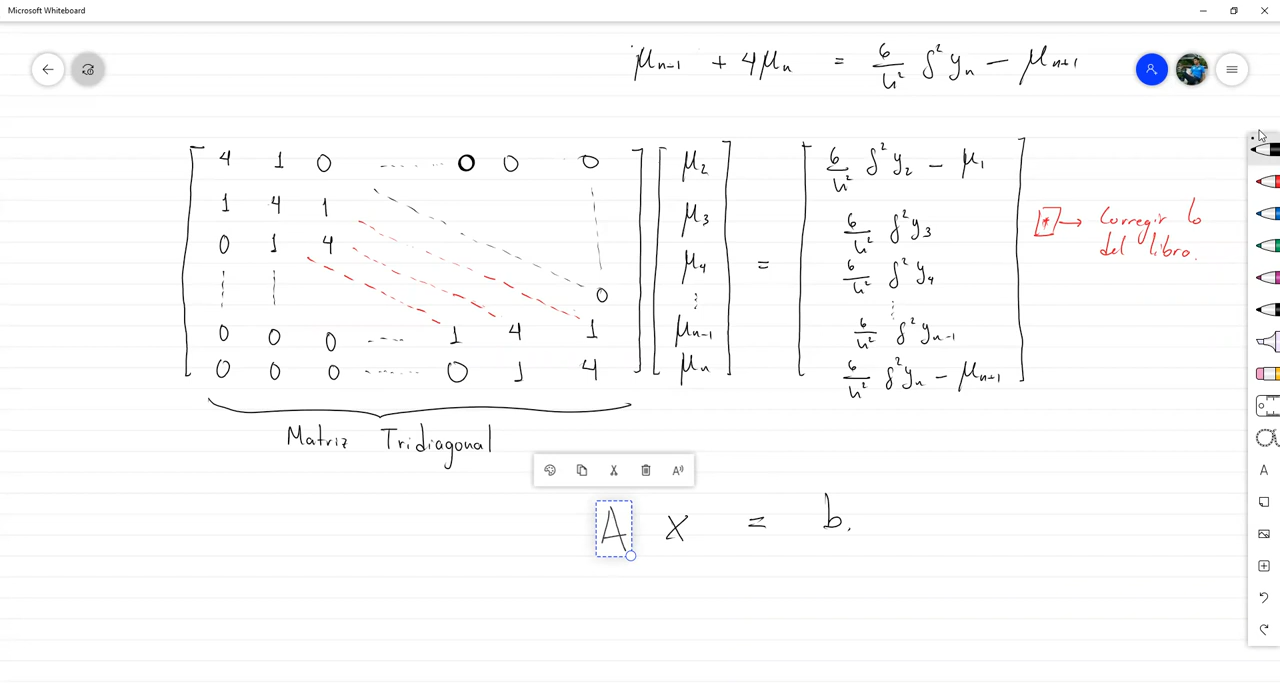 Microsoft Whiteboard
μₙ₋₁ + 4μₙ = 6/h² δ²yₙ − μₙ₊₁
4 1 0 ........ 0 0 0 μ₂ 6/h² δ²y₂ − μ₁
1 4 1 μ₃ 6/h² δ²y₃
0 1 4 μ₄ = 6/h² δ²y₄
0 ⋮ ⋮
0 0 0 ---- 1 4 1 μₙ₋₁ 6/h² δ²yₙ₋₁
0 0 0 ........ 0 1 4 μₙ 6/h² δ²yₙ − μₙ₊₁
* → Corregir lo
del libro.
Matriz Tridiagonal
A x = b.